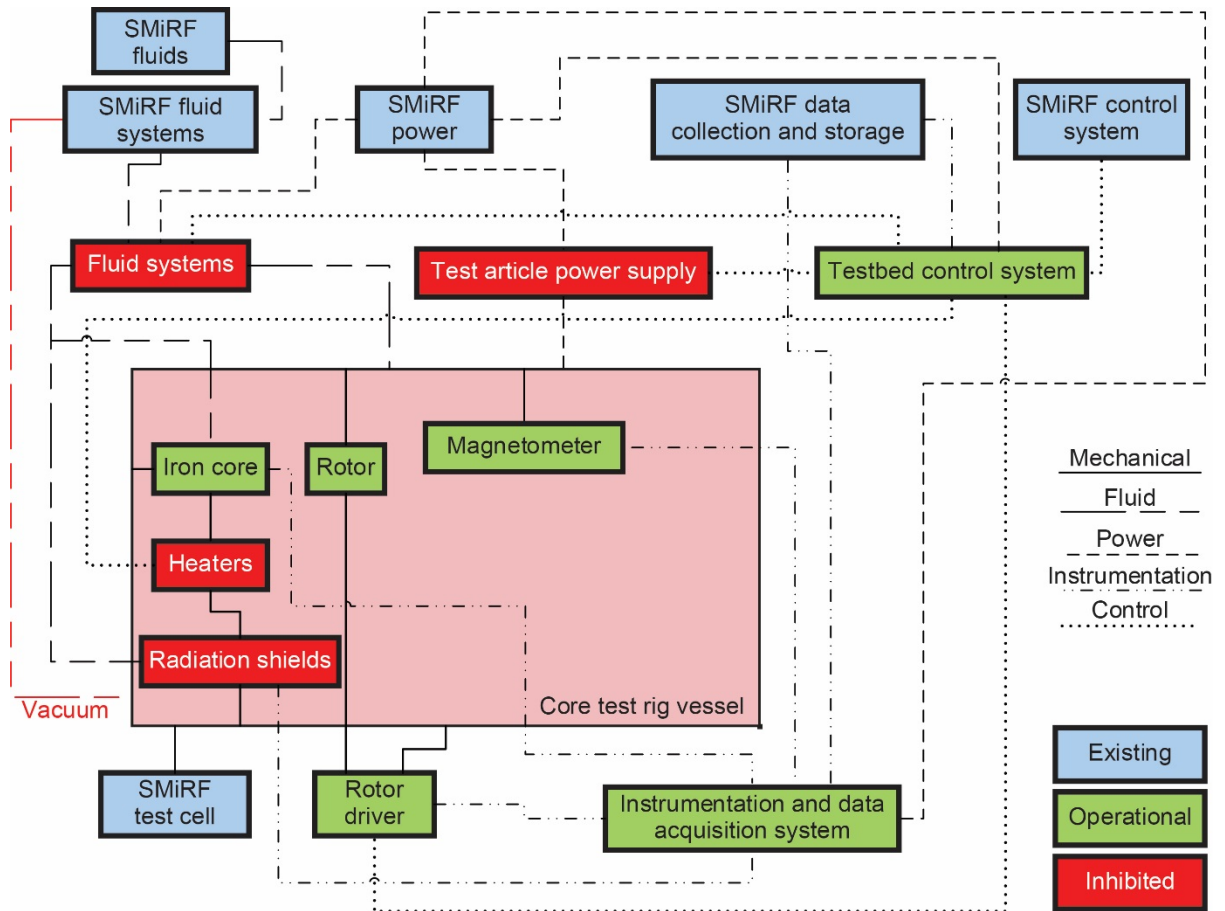 SMiRF
fluids
SMiRF fluid
systems
SMiRF
power
SMiRF data
collection and storage
SMiRF control
system
Fluid systems
Test article power supply
Testbed control system
Iron core
Rotor
Magnetometer
Heaters
Radiation shields
Core test rig vessel
Vacuum
SMiRF
test cell
Rotor
driver
Instrumentation and data
acquisition system
Mechanical
Fluid
Power
Instrumentation
Control
Existing
Operational
Inhibited